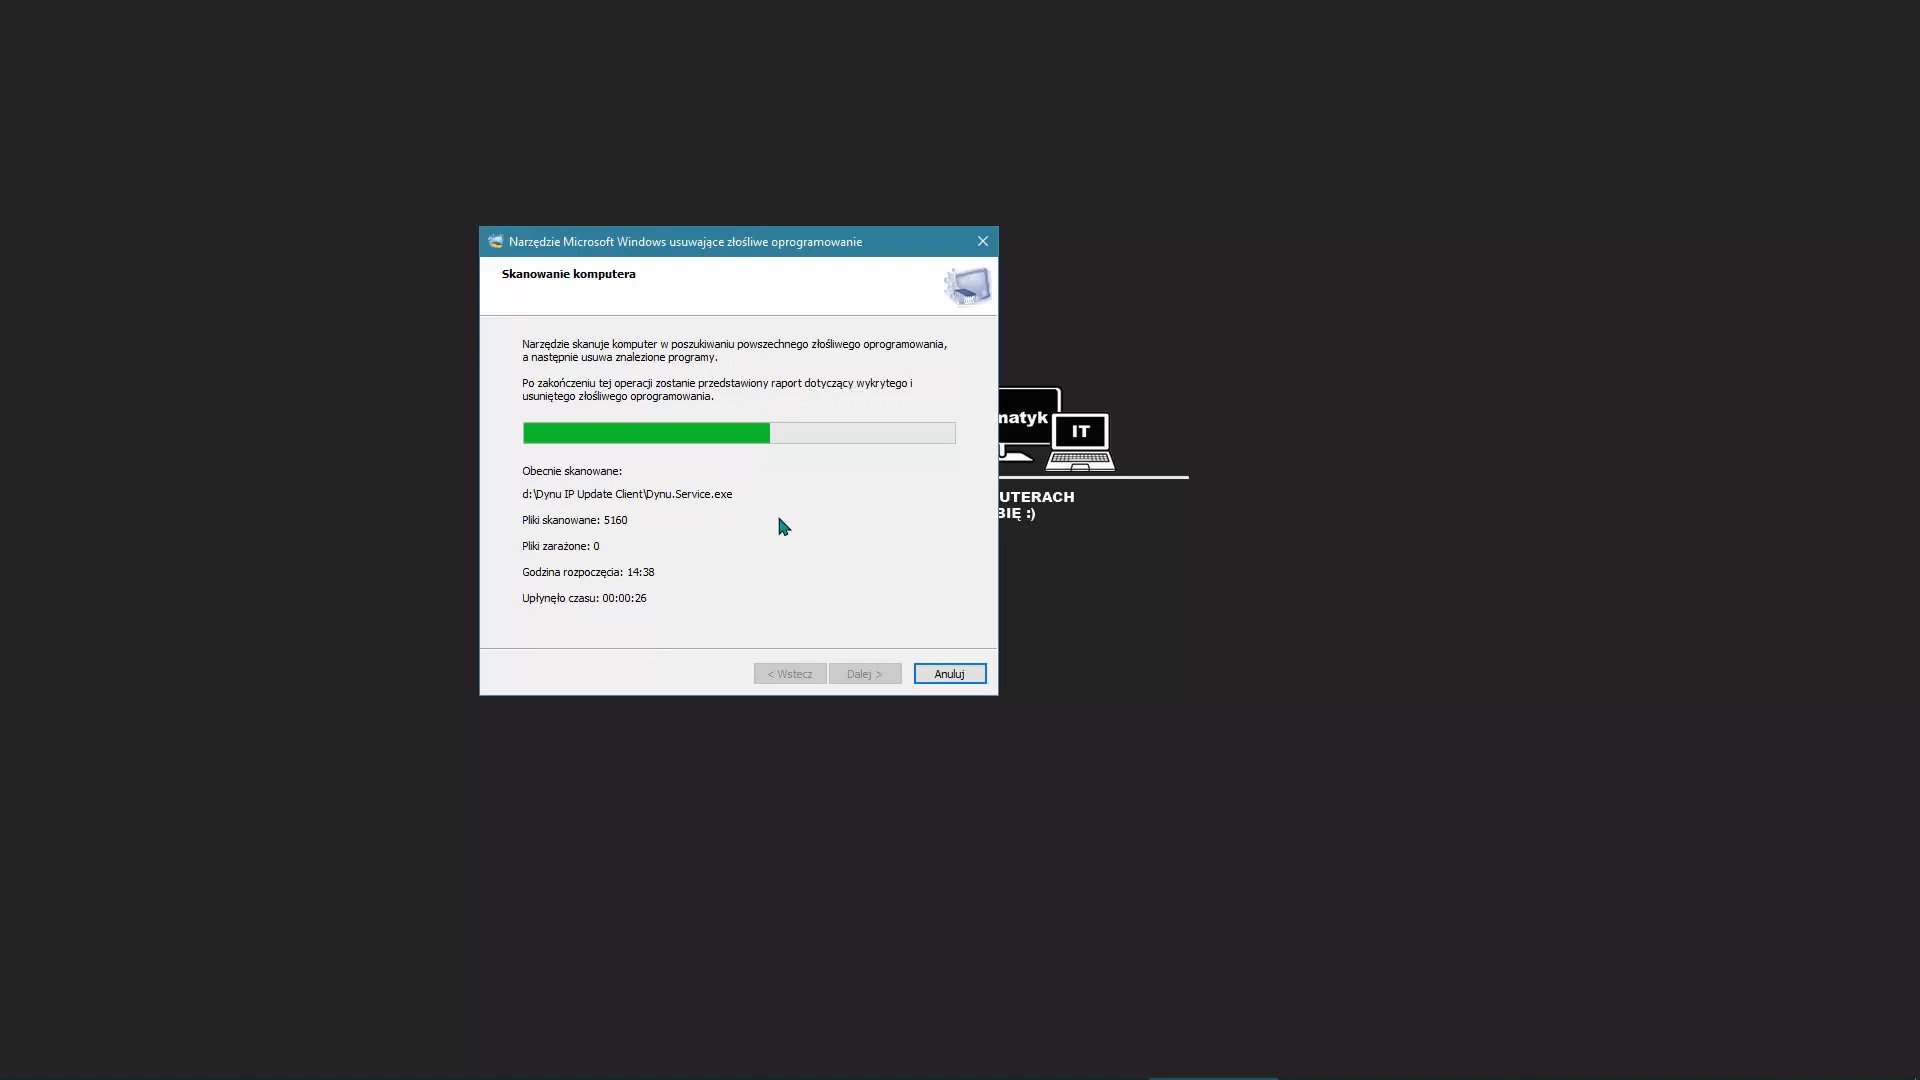 Narzędzie Microsoft Windows usuwające złośliwe oprogramowanie
Skanowanie komputera
Narzędzie skanuje komputer w poszukiwaniu powszechnego złośliwego oprogramowania,
a następnie usuwa znalezione programy.
Po zakończeniu tej operacji zostanie przedstawiony raport dotyczący wykrytego i
usuniętego złośliwego oprogramowania.
Obecnie skanowane:
d:\Dynu IP Update Client\Dynu.Service.exe
Pliki skanowane: 5160
Pliki zarażone: 0
Godzina rozpoczęcia: 14:38
Upłynęło czasu: 00:00:26
< Wstecz
Dalej >
Anuluj
matyk
IT
UTERACH
BIĘ :)